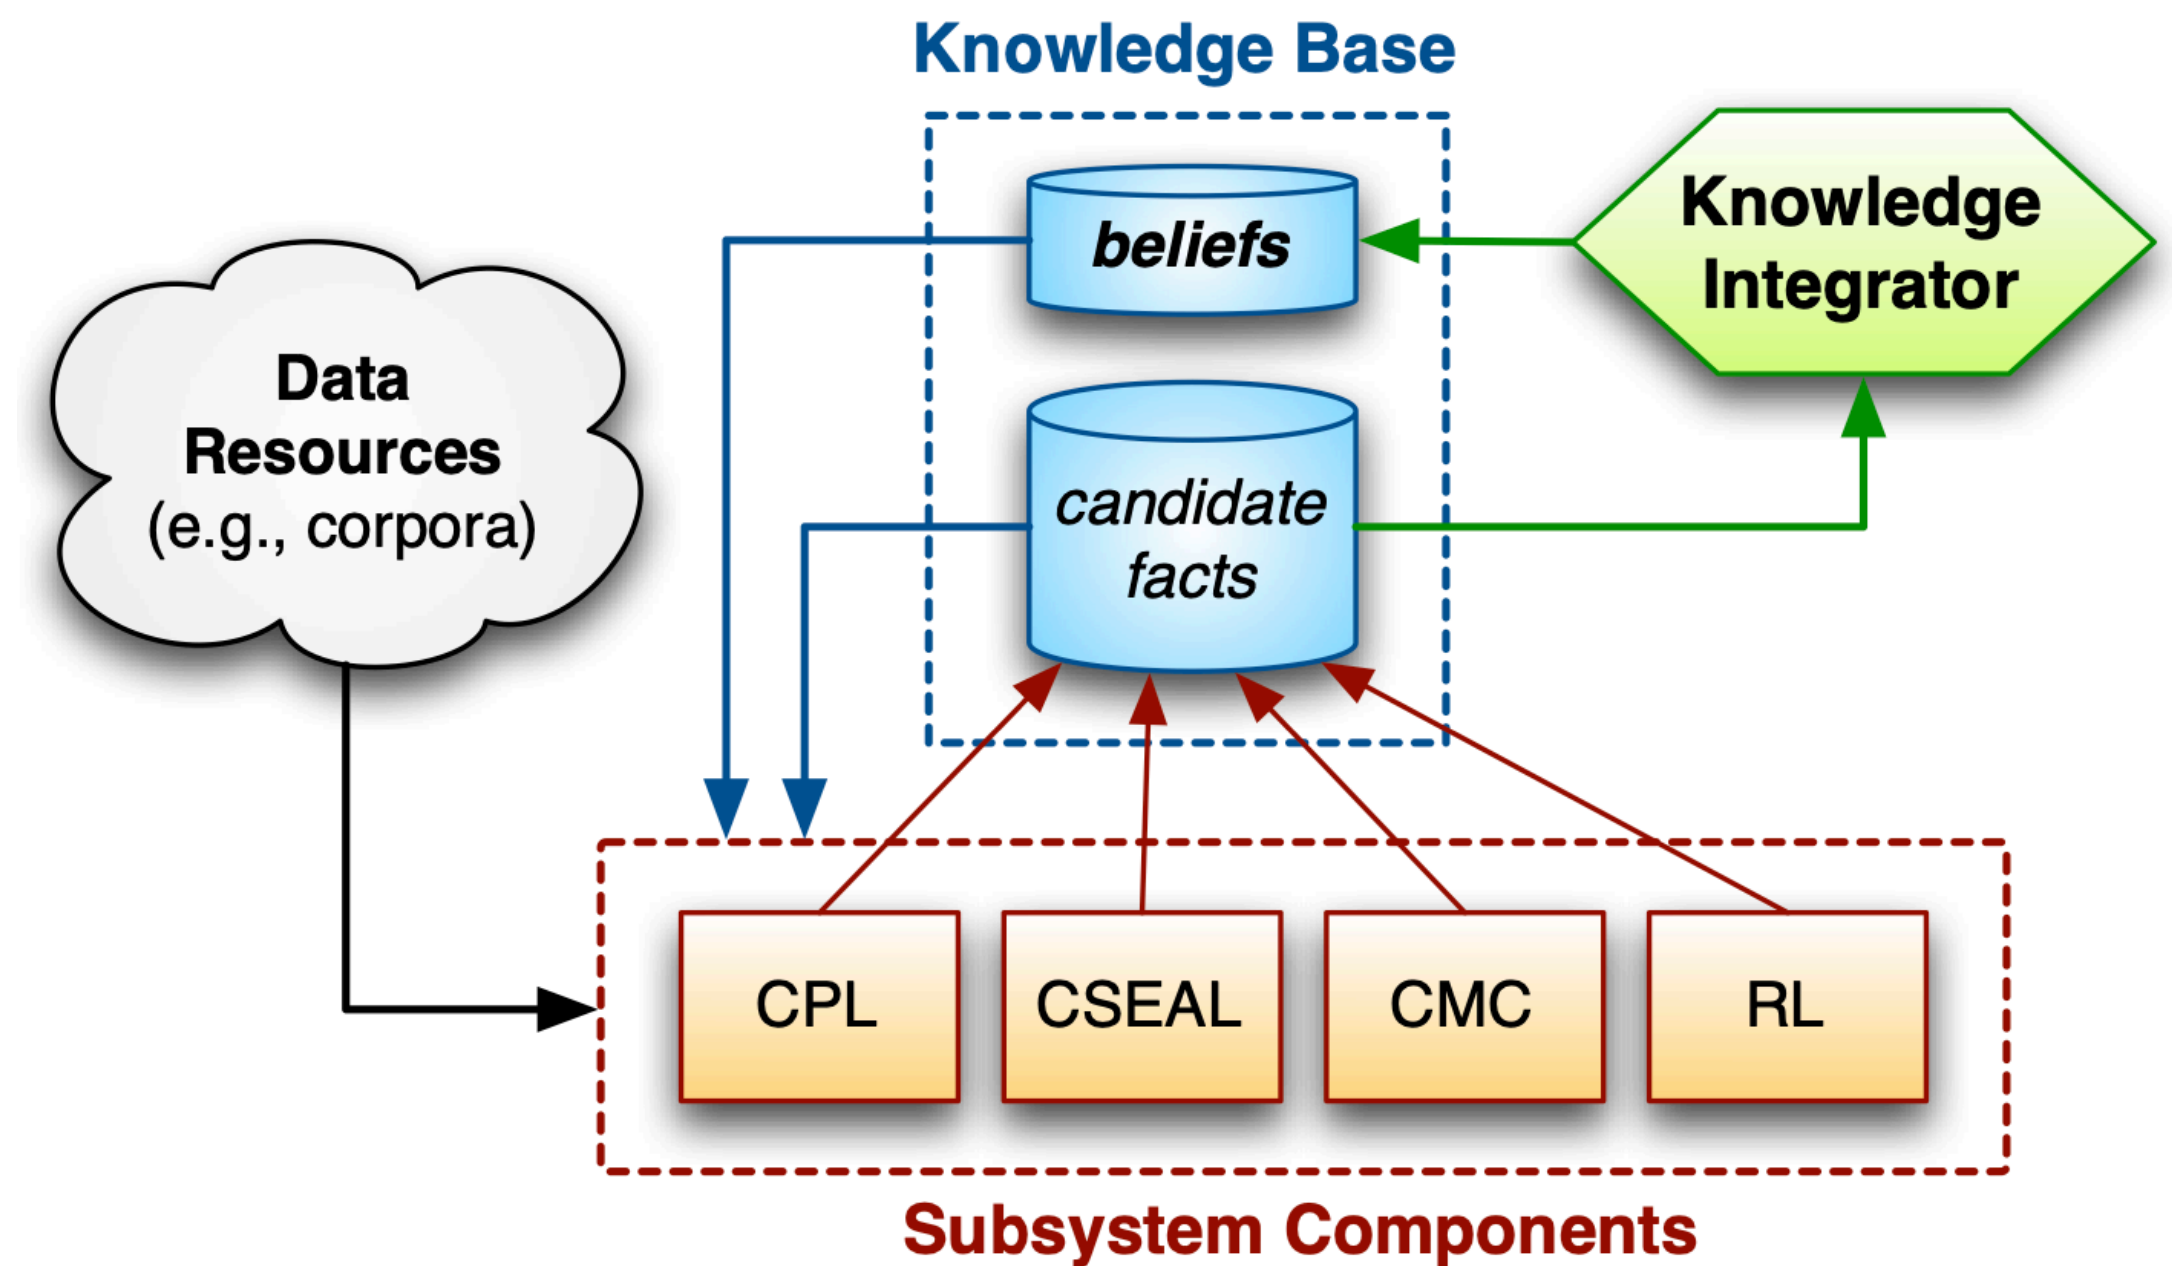 Knowledge Base
beliefs
Knowledge
Integrator
Data
Resources
(e.g., corpora)
candidate
facts
CPL
CSEAL
CMC
RL
Subsystem Components